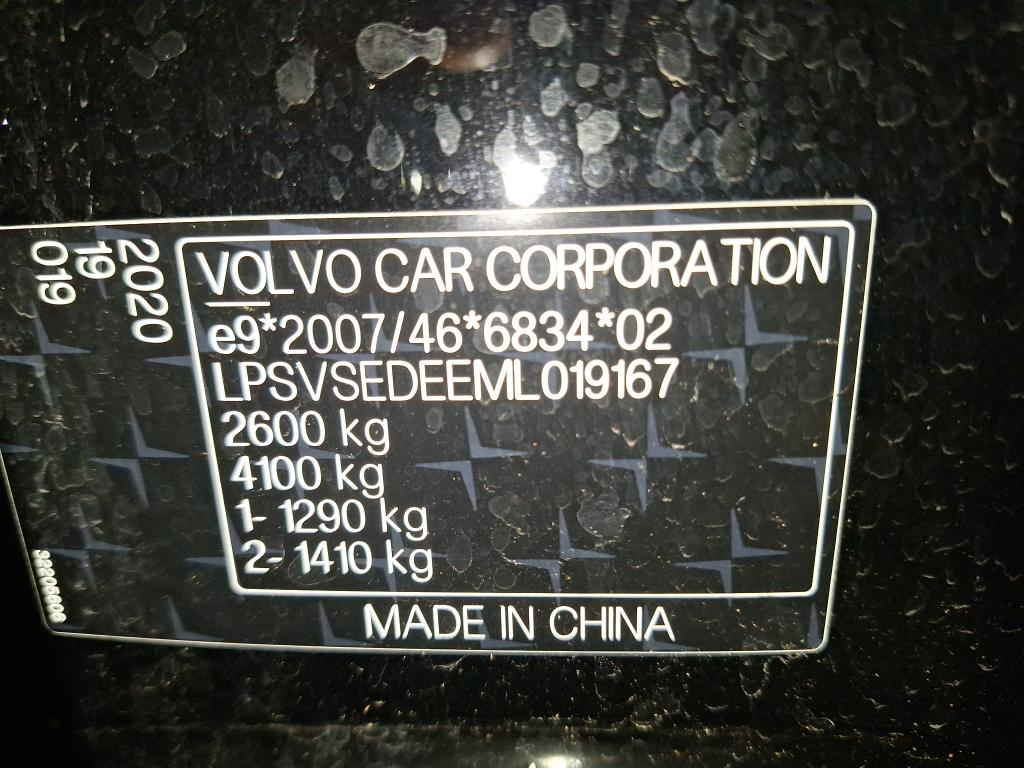 VOLVO CAR CORPORATION
e9*2007/46*6834*02
LPSVSEDEEML019167
2600 kg
4100 kg
1- 1290 kg
2- 1410 kg
MADE IN CHINA
2020
19
019
32206906